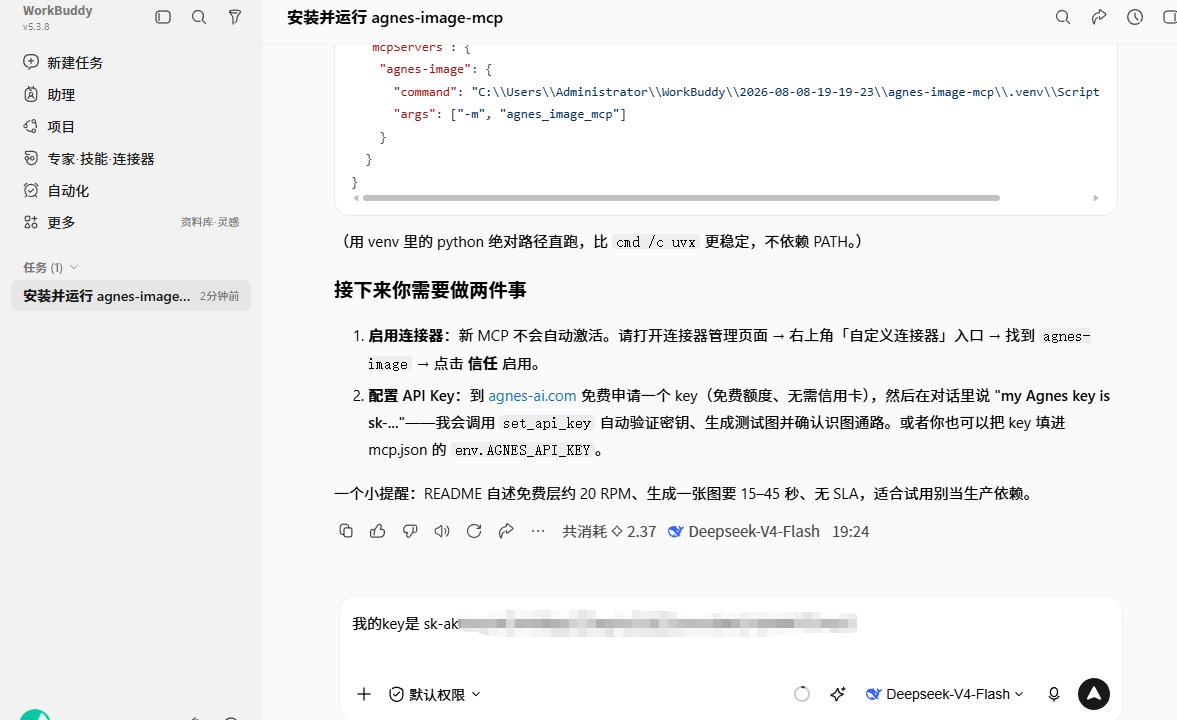 WorkBuddy
v5.3.8
新建任务
助理
项目
专家·技能·连接器
自动化
更多 资料库·灵感
任务 (1)
安装并运行 agnes-image... 2分钟前
安装并运行 agnes-image-mcp
mcpServers : {
"agnes-image": {
"command": "C:\\Users\\Administrator\\WorkBuddy\\2026-08-08-19-19-23\\agnes-image-mcp\\.venv\\Script
"args": ["-m", "agnes_image_mcp"]
}
}
}
（用 venv 里的 python 绝对路径直跑，比 cmd /c uvx 更稳定，不依赖 PATH。）
接下来你需要做两件事
1. 启用连接器：新 MCP 不会自动激活。请打开连接器管理页面 → 右上角「自定义连接器」入口 → 找到 agnes-
image → 点击 信任 启用。
2. 配置 API Key：到 agnes-ai.com 免费申请一个 key（免费额度、无需信用卡），然后在对话里说 "my Agnes key is
sk-..."——我会调用 set_api_key 自动验证密钥、生成测试图并确认识图通路。或者你也可以把 key 填进
mcp.json 的 env.AGNES_API_KEY。
一个小提醒：README 自述免费层约 20 RPM、生成一张图要 15–45 秒、无 SLA，适合试用别当生产依赖。
共消耗 2.37 Deepseek-V4-Flash 19:24
我的key是 sk-ak
默认权限 Deepseek-V4-Flash